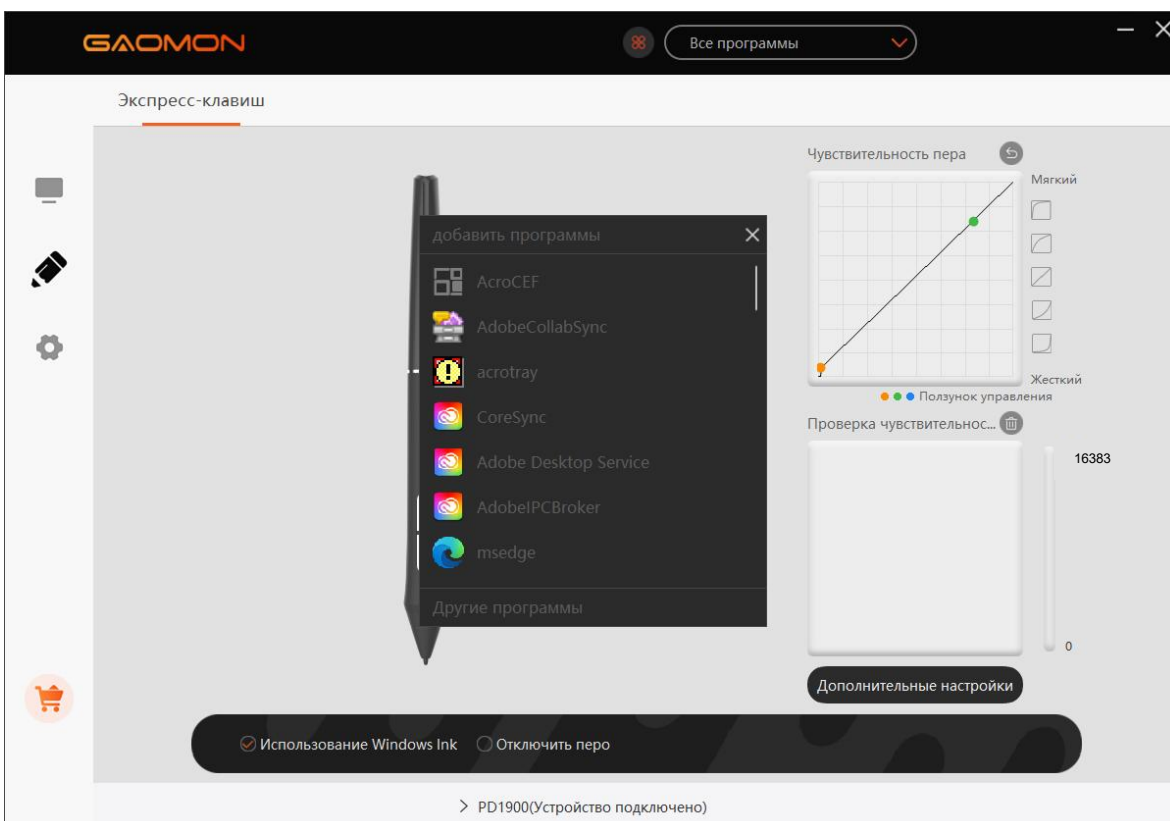 GAOMON
Все программы
Экспресс-клавиш
Чувствительность пера
Мягкий
добавить программы
AcroCEF
AdobeCollabSync
acrotray
CoreSync
Adobe Desktop Service
AdobeIPCBroker
msedge
Другие программы
Жесткий
Ползунок управления
Проверка чувствительнос...
16383
0
Дополнительные настройки
Использование Windows Ink
Отключить перо
PD1900(Устройство подключено)